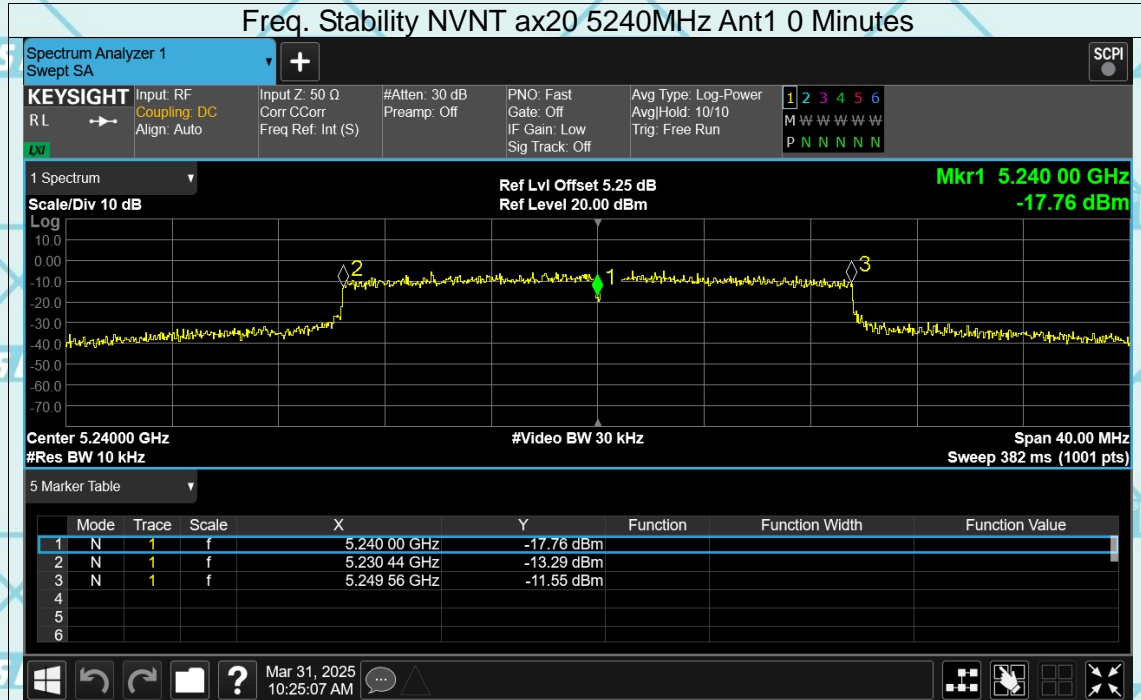 Freq. Stability NVNT ax20 5240MHz Ant1 0 Minutes
Spectrum Analyzer 1
Swept SA
+
SCPI
KEYSIGHT
R L
LXI
Input: RF
Coupling: DC
Align: Auto
Input Z: 50 Ω
Corr CCorr
Freq Ref: Int (S)
#Atten: 30 dB
Preamp: Off
PNO: Fast
Gate: Off
IF Gain: Low
Sig Track: Off
Avg Type: Log-Power
Avg|Hold: 10/10
Trig: Free Run
1 2 3 4 5 6
M W W W W W
P N N N N N
1 Spectrum
Ref Lvl Offset 5.25 dB
Mkr1 5.240 00 GHz
Scale/Div 10 dB
Ref Level 20.00 dBm
-17.76 dBm
Log
10.0
0.00
-10.0
-20.0
-30.0
-40.0
-50.0
-60.0
-70.0
2
1
3
Center 5.24000 GHz
#Video BW 30 kHz
Span 40.00 MHz
#Res BW 10 kHz
Sweep 382 ms (1001 pts)
5 Marker Table
Mode Trace Scale X Y Function Function Width Function Value
1 N 1 f 5.240 00 GHz -17.76 dBm
2 N 1 f 5.230 44 GHz -13.29 dBm
3 N 1 f 5.249 56 GHz -11.55 dBm
4
5
6
?
Mar 31, 2025
10:25:07 AM